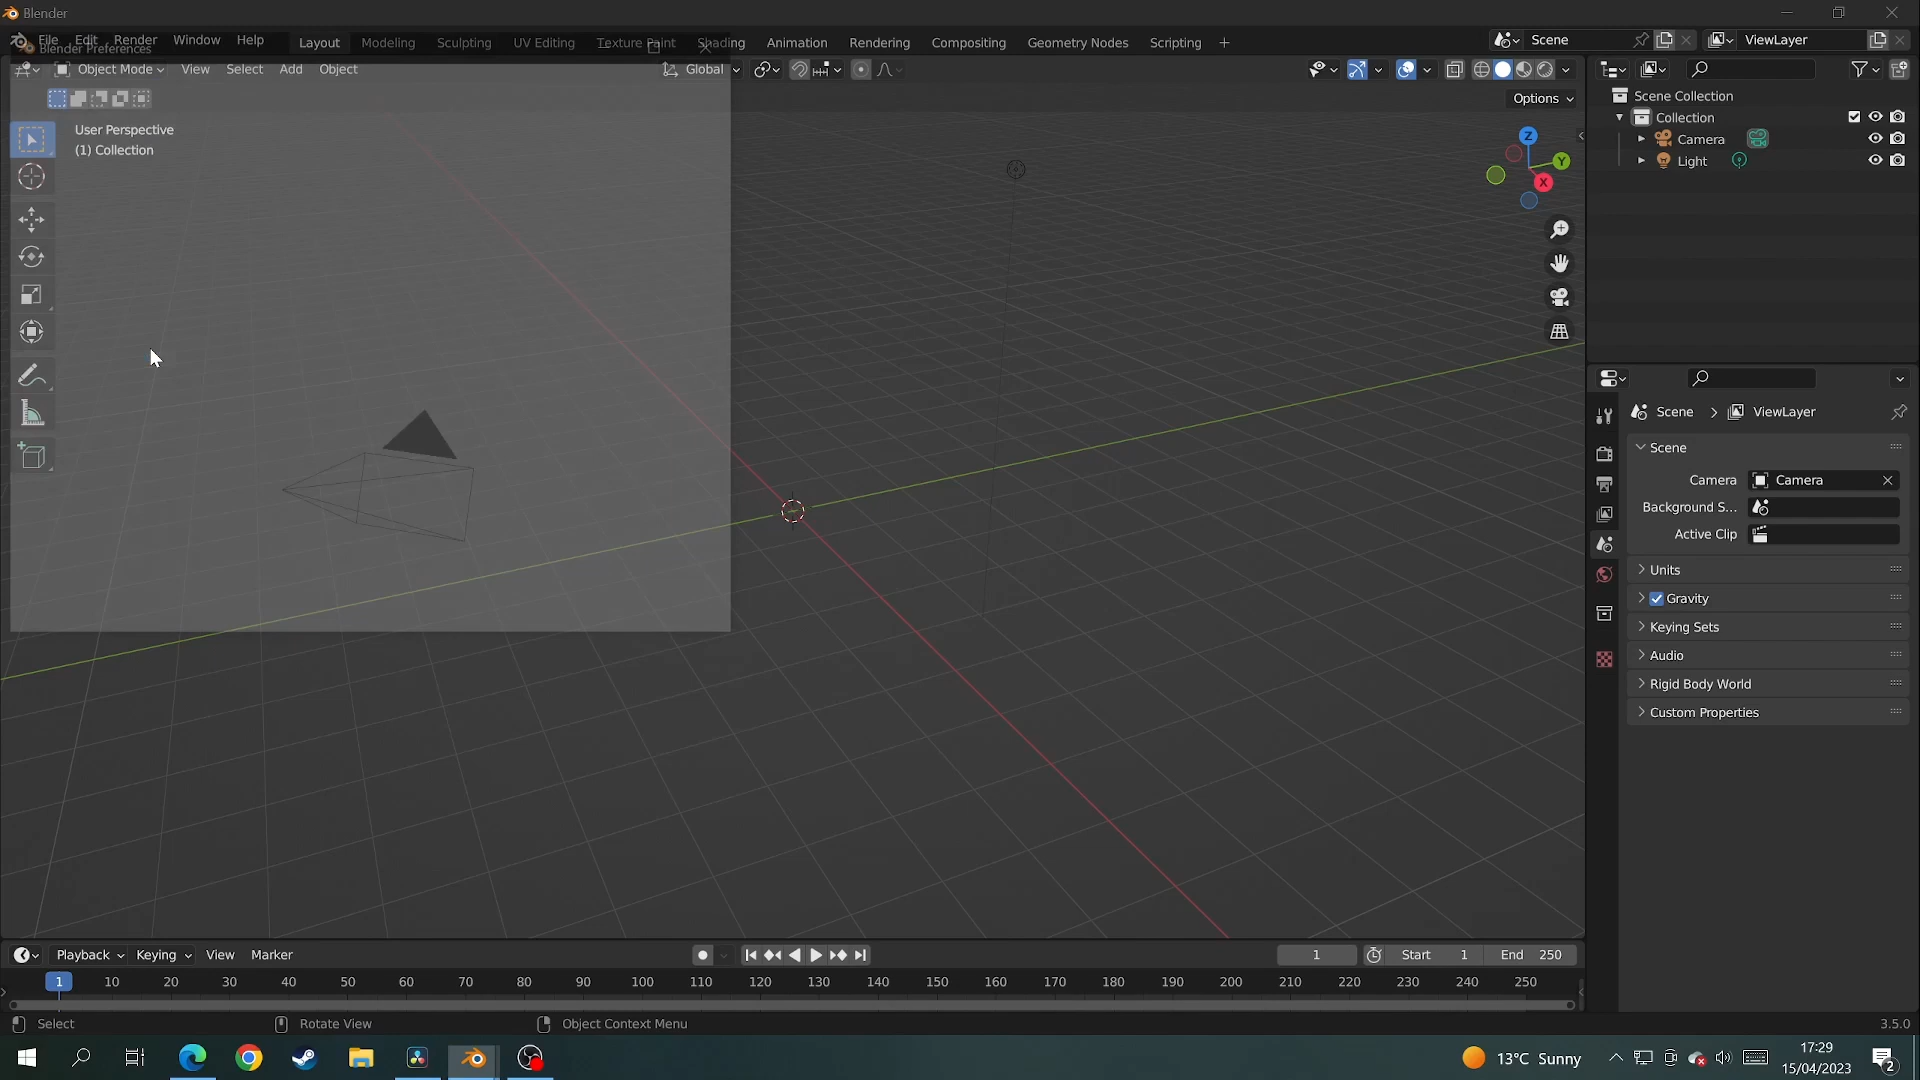 Blender
File Edit Render Window Help Layout Modeling Sculpting UV Editing Texture Paint Shading Animation Rendering Compositing Geometry Nodes Scripting + Scene ViewLayer
Blender Preferences
Object Mode View Select Add Object Global
Options
User Perspective
(1) Collection
Z
Y
X
Scene Collection
Collection
Camera
Light
Scene > ViewLayer
Scene
Camera Camera
Background S...
Active Clip
Units
Gravity
Keying Sets
Audio
Rigid Body World
Custom Properties
Playback Keying View Marker 1 Start 1 End 250
1 10 20 30 40 50 60 70 80 90 100 110 120 130 140 150 160 170 180 190 200 210 220 230 240 250
Select Rotate View Object Context Menu 3.5.0
13°C Sunny
17:29
15/04/2023
2